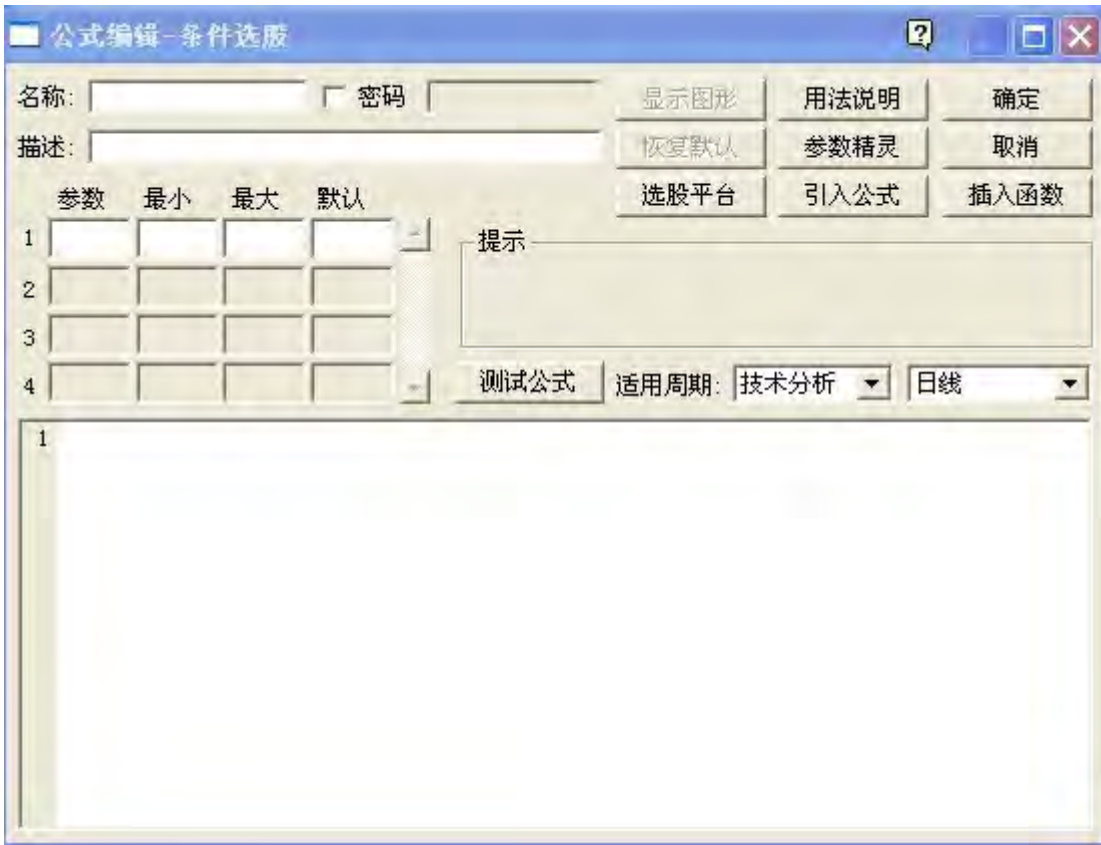 公式编辑-条件选股
名称: 密码 显示图形 用法说明 确定
描述: 恢复默认 参数精灵 取消
参数 最小 最大 默认 选股平台 引入公式 插入函数
1 提示
2
3
4 测试公式 适用周期: 技术分析 日线
1